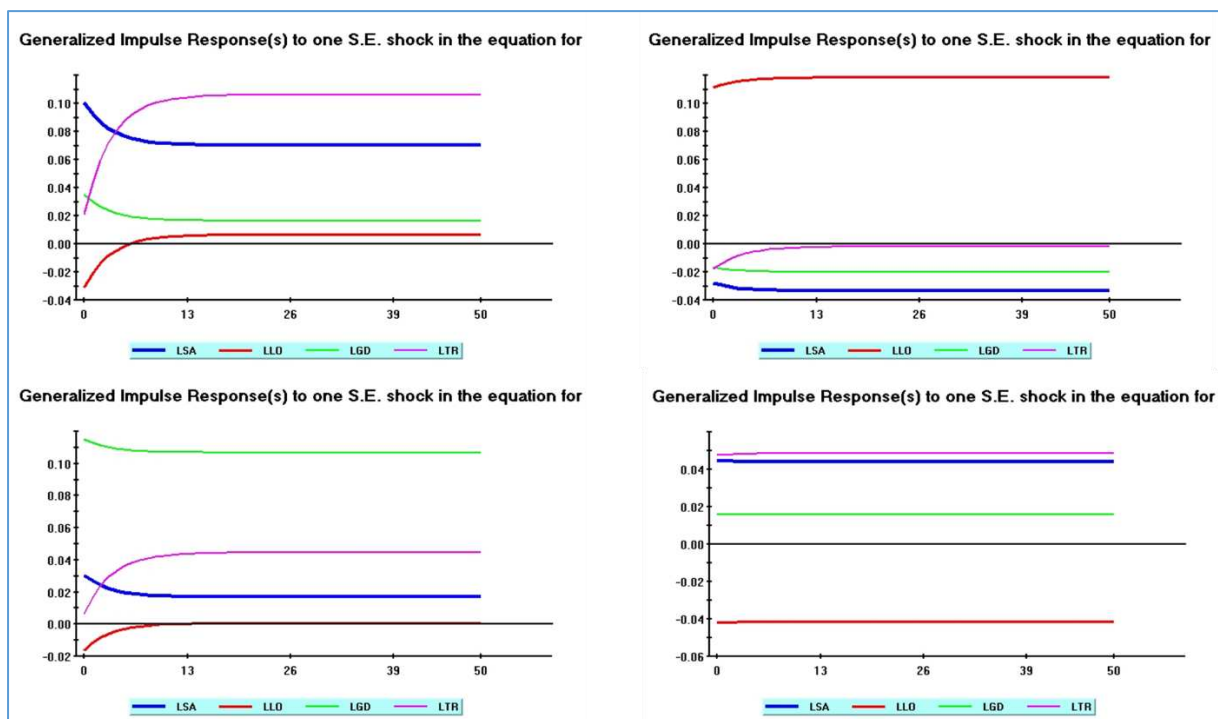 Generalized Impulse Response(s) to one S.E. shock in the equation for
0.10
0.08
0.06
0.04
0.02
0.00
-0.02
-0.04
0 13 26 39 50
LSA LLO LGD LTR
Generalized Impulse Response(s) to one S.E. shock in the equation for
0.10
0.08
0.06
0.04
0.02
0.00
-0.02
-0.04
0 13 26 39 50
LSA LLO LGD LTR
Generalized Impulse Response(s) to one S.E. shock in the equation for
0.10
0.08
0.06
0.04
0.02
0.00
-0.02
0 13 26 39 50
LSA LLO LGD LTR
Generalized Impulse Response(s) to one S.E. shock in the equation for
0.04
0.02
0.00
-0.02
-0.04
-0.06
0 13 26 39 50
LSA LLO LGD LTR